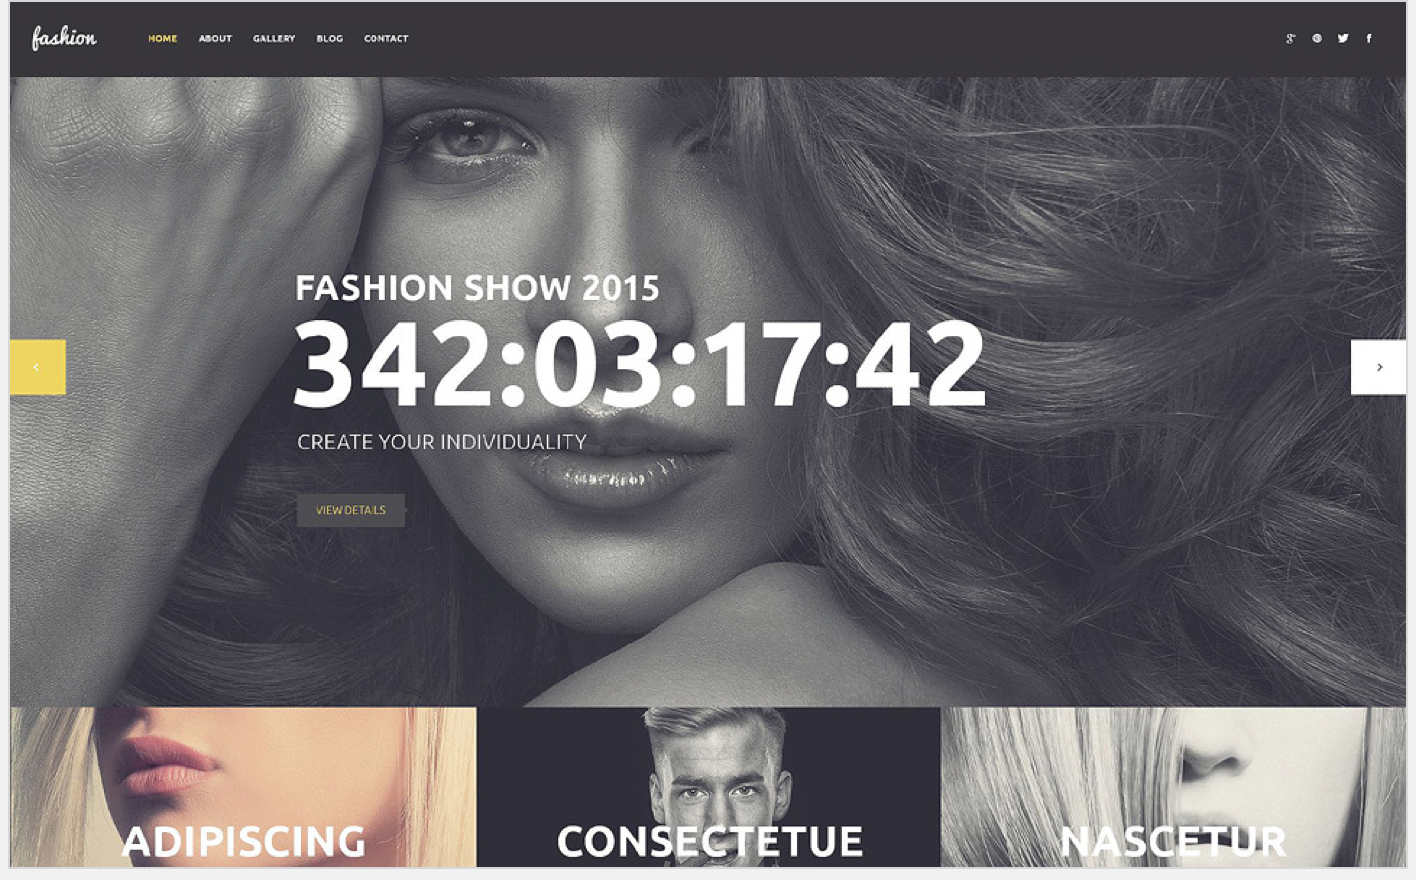 fashion
HOME ABOUT GALLERY BLOG CONTACT
FASHION SHOW 2015
342:03:17:42
CREATE YOUR INDIVIDUALITY
VIEW DETAILS
ADIPISCING
CONSECTETUE
NASCETUR